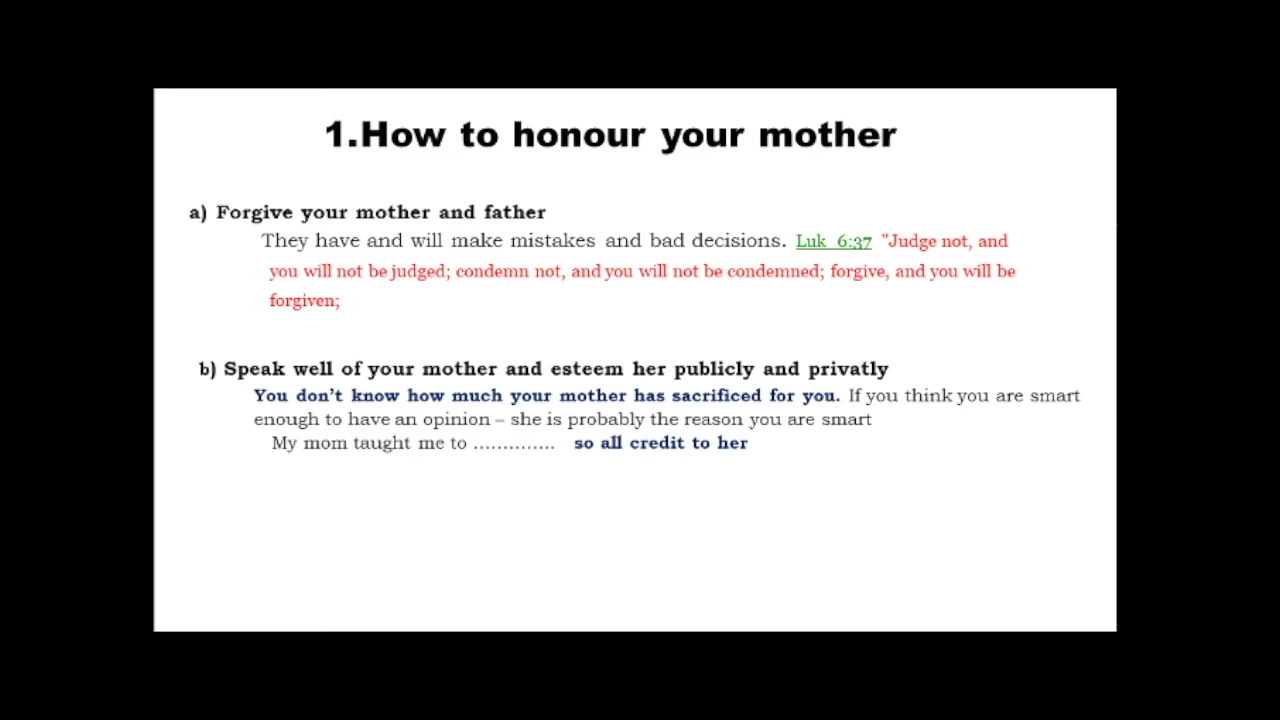 1.How to honour your mother
a) Forgive your mother and father
They have and will make mistakes and bad decisions. Luk 6:37 "Judge not, and
you will not be judged; condemn not, and you will not be condemned; forgive, and you will be
forgiven;
b) Speak well of your mother and esteem her publicly and privatly
You don't know how much your mother has sacrificed for you. If you think you are smart
enough to have an opinion – she is probably the reason you are smart
My mom taught me to ………….. so all credit to her